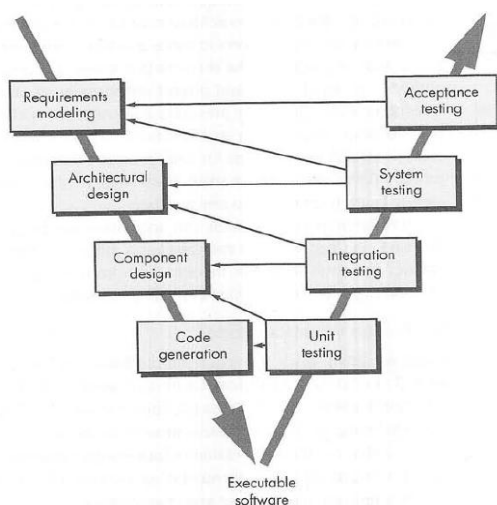 Requirements
modeling
Acceptance
testing
Architectural
design
System
testing
Component
design
Integration
testing
Code
generation
Unit
testing
Executable
software